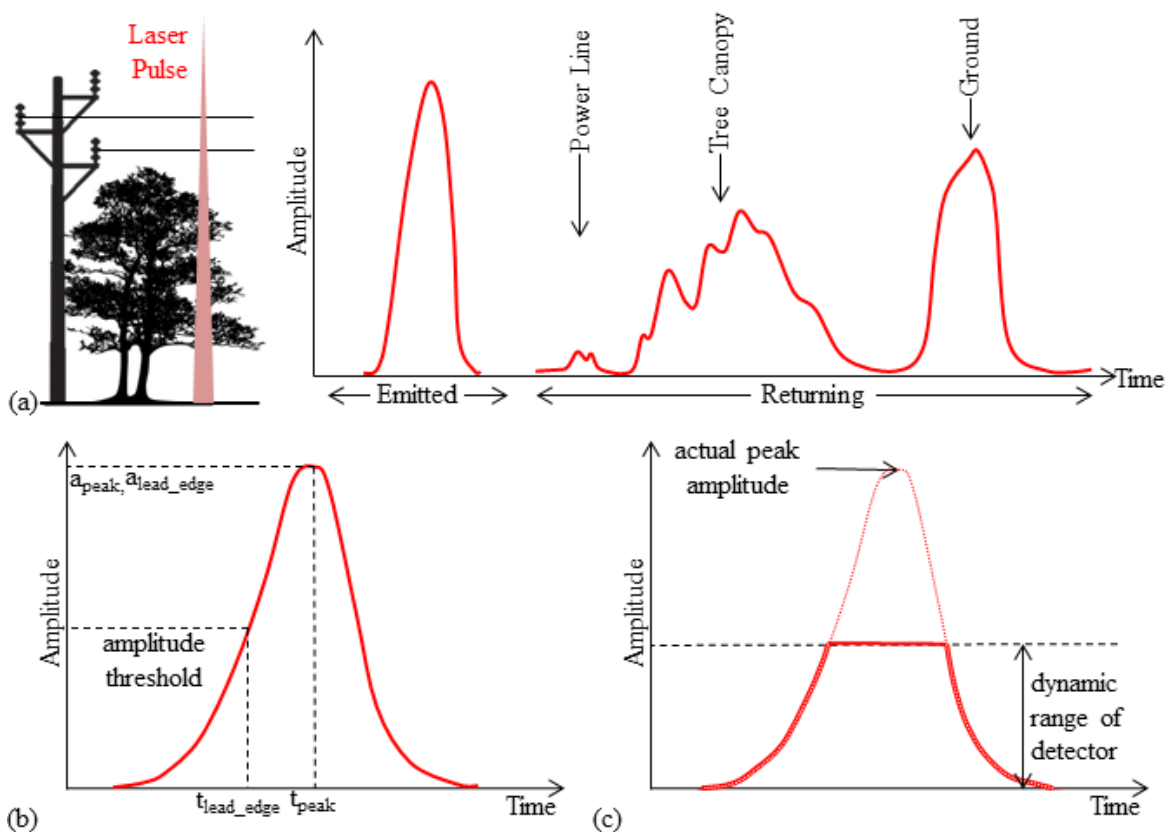 Laser
Pulse
Amplitude
Power Line
Tree Canopy
Ground
Time
Emitted
Returning
(a)
a_peak,a_lead_edge
Amplitude
amplitude
threshold
t_lead_edge t_peak
Time
(b)
actual peak
amplitude
Amplitude
dynamic
range of
detector
Time
(c)